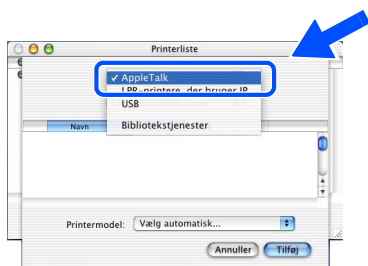 Printerliste
AppleTalk
LPR-printere, der bruger IP
USB
Bibliotekstjenester
Navn
Printermodel: Vælg automatisk...
Annuller Tilføj